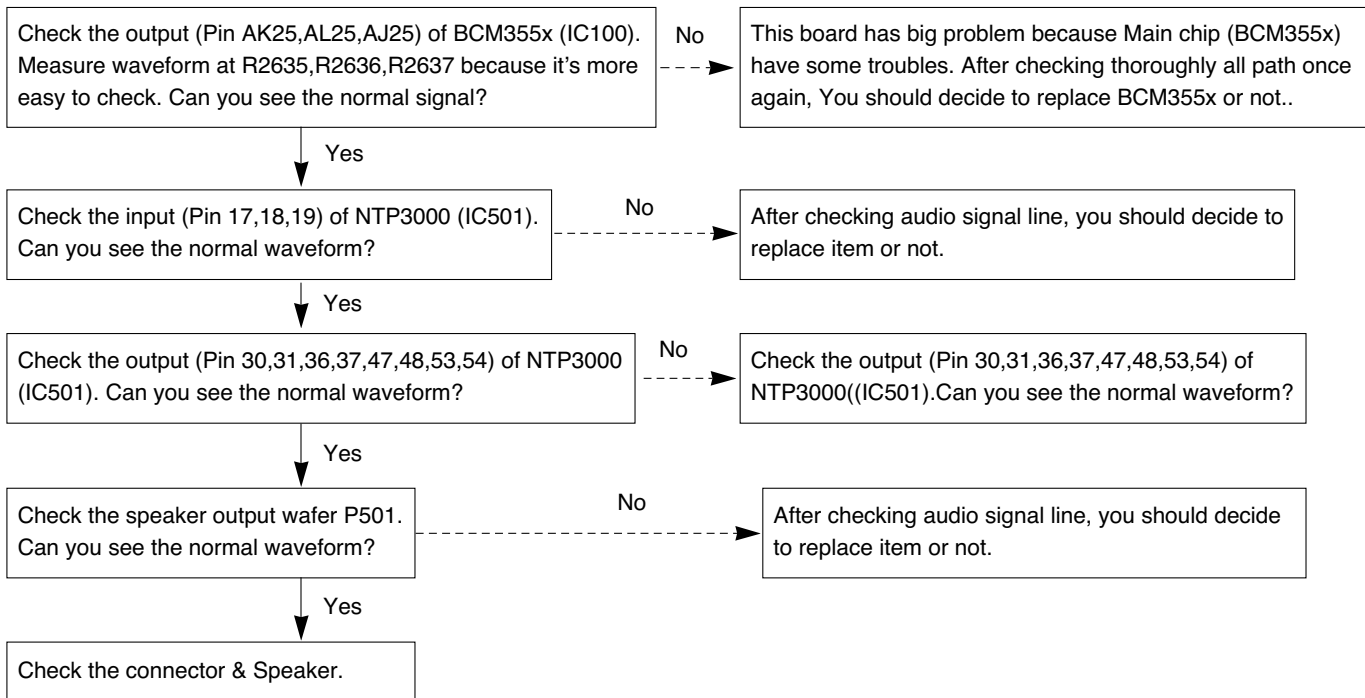 Check the output (Pin AK25,AL25,AJ25) of BCM355x (IC100).
Measure waveform at R2635,R2636,R2637 because it's more
easy to check. Can you see the normal signal?
No
This board has big problem because Main chip (BCM355x)
have some troubles. After checking thoroughly all path once
again, You should decide to replace BCM355x or not..
Yes
Check the input (Pin 17,18,19) of NTP3000 (IC501).
Can you see the normal waveform?
No
After checking audio signal line, you should decide to
replace item or not.
Yes
Check the output (Pin 30,31,36,37,47,48,53,54) of NTP3000
(IC501). Can you see the normal waveform?
No
Check the output (Pin 30,31,36,37,47,48,53,54) of
NTP3000((IC501).Can you see the normal waveform?
Yes
Check the speaker output wafer P501.
Can you see the normal waveform?
No
After checking audio signal line, you should decide
to replace item or not.
Yes
Check the connector & Speaker.